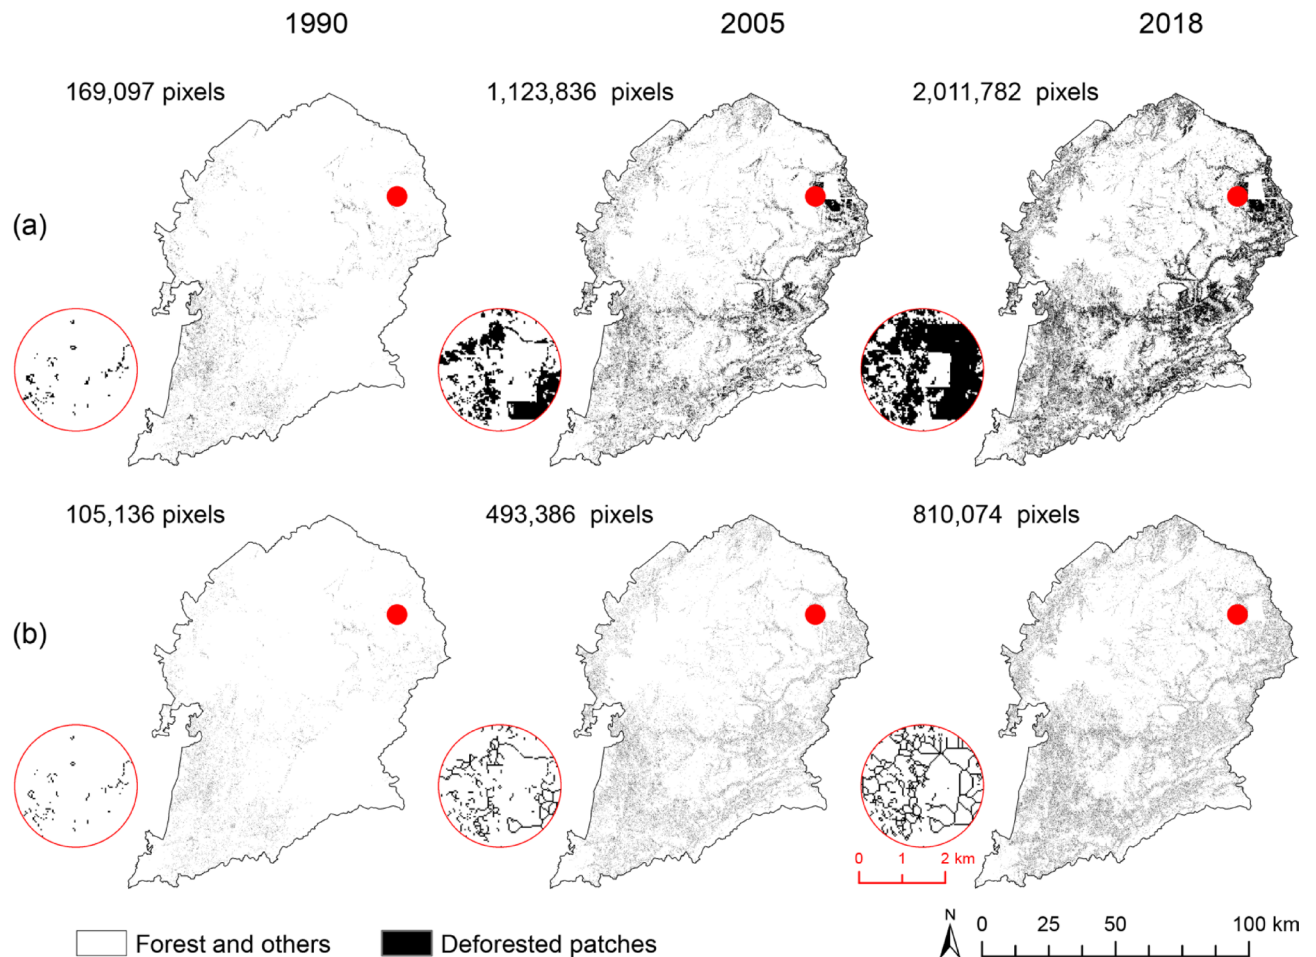 1990 2005 2018
169,097 pixels 1,123,836 pixels 2,011,782 pixels
(a)
105,136 pixels 493,386 pixels 810,074 pixels
(b)
0 1 2 km
Forest and others Deforested patches
N
0 25 50 100 km